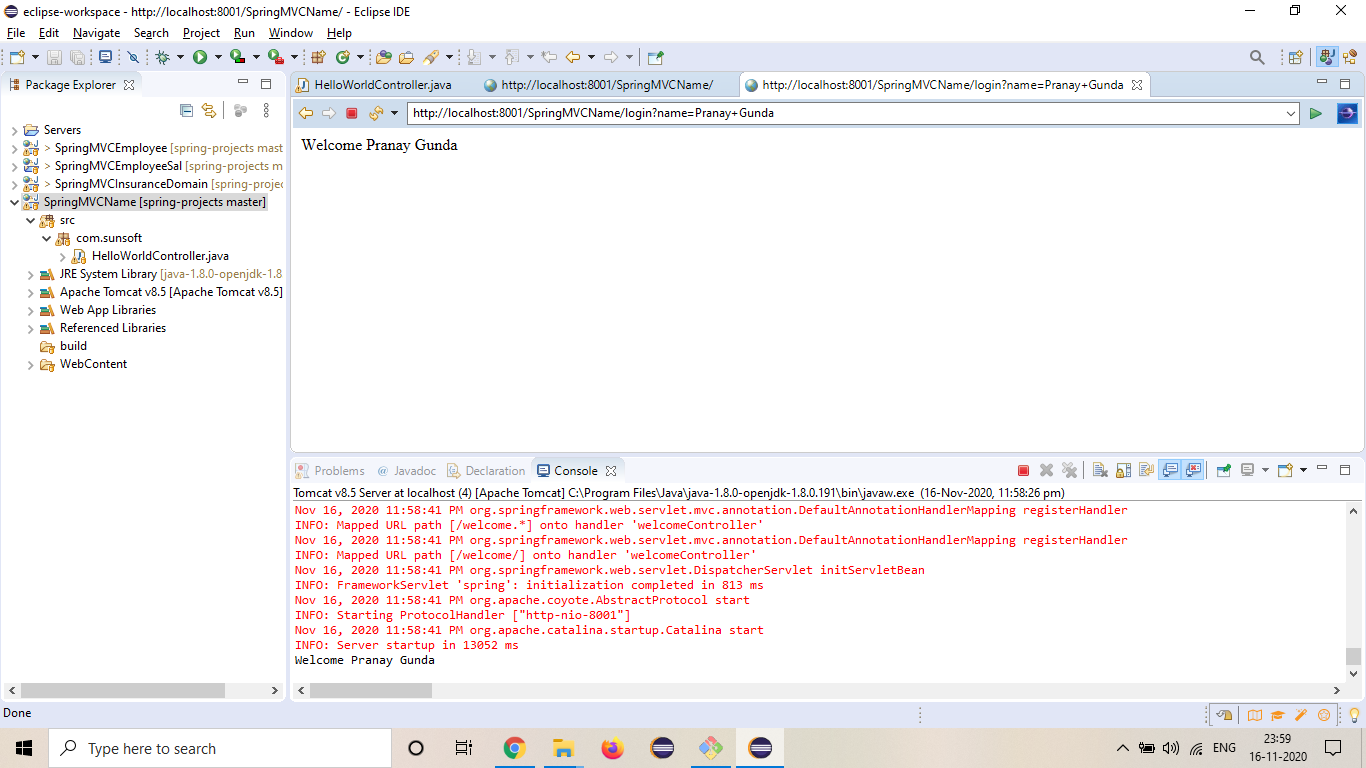 eclipse-workspace - http://localhost:8001/SpringMVCName/ - Eclipse IDE
File Edit Navigate Search Project Run Window Help
Package Explorer
Servers
> SpringMVCEmployee [spring-projects mast
> SpringMVCEmployeeSal [spring-projects m
> SpringMVCInsuranceDomain [spring-projec
SpringMVCName [spring-projects master]
src
com.sunsoft
HelloWorldController.java
JRE System Library [java-1.8.0-openjdk-1.8
Apache Tomcat v8.5 [Apache Tomcat v8.5]
Web App Libraries
Referenced Libraries
build
WebContent
HelloWorldController.java http://localhost:8001/SpringMVCName/ http://localhost:8001/SpringMVCName/login?name=Pranay+Gunda
http://localhost:8001/SpringMVCName/login?name=Pranay+Gunda
Welcome Pranay Gunda
Problems @ Javadoc Declaration Console
Tomcat v8.5 Server at localhost (4) [Apache Tomcat] C:\Program Files\Java\java-1.8.0-openjdk-1.8.0.191\bin\javaw.exe (16-Nov-2020, 11:58:26 pm)
Nov 16, 2020 11:58:41 PM org.springframework.web.servlet.mvc.annotation.DefaultAnnotationHandlerMapping registerHandler
INFO: Mapped URL path [/welcome.*] onto handler 'welcomeController'
Nov 16, 2020 11:58:41 PM org.springframework.web.servlet.mvc.annotation.DefaultAnnotationHandlerMapping registerHandler
INFO: Mapped URL path [/welcome/] onto handler 'welcomeController'
Nov 16, 2020 11:58:41 PM org.springframework.web.servlet.DispatcherServlet initServletBean
INFO: FrameworkServlet 'spring': initialization completed in 813 ms
Nov 16, 2020 11:58:41 PM org.apache.coyote.AbstractProtocol start
INFO: Starting ProtocolHandler ["http-nio-8001"]
Nov 16, 2020 11:58:41 PM org.apache.catalina.startup.Catalina start
INFO: Server startup in 13052 ms
Welcome Pranay Gunda
Done
Type here to search
ENG
23:59
16-11-2020